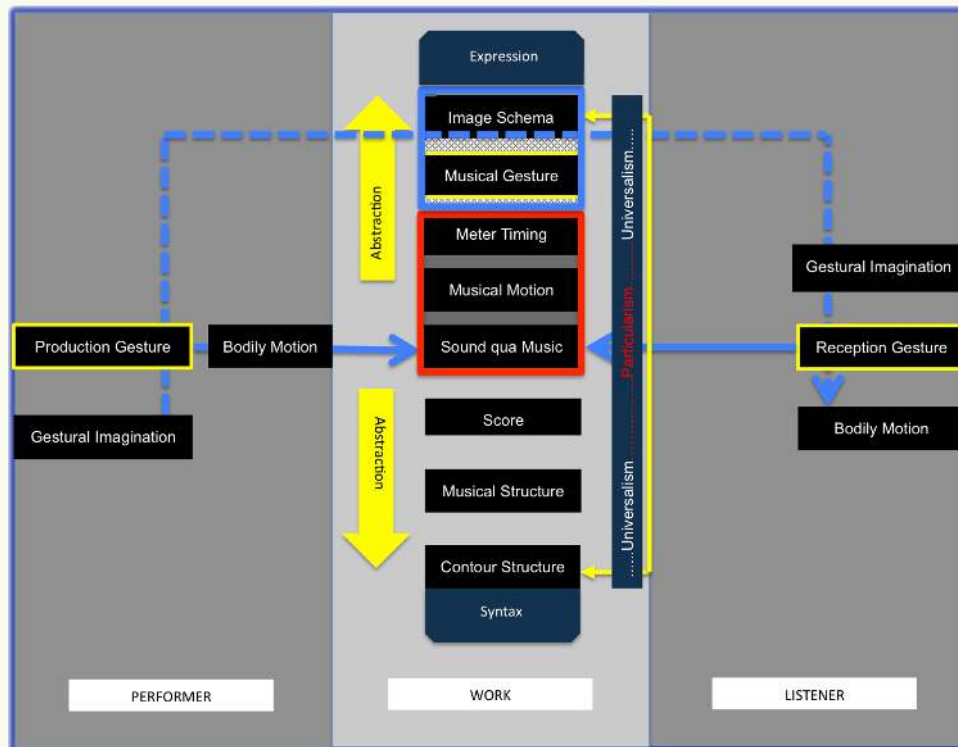 Expression
Image Schema
Musical Gesture
Meter Timing
Musical Motion
Sound qua Music
Score
Musical Structure
Contour Structure
Syntax
Abstraction
Abstraction
......Universalism....................Particularism....................Universalism.....
Production Gesture
Bodily Motion
Gestural Imagination
Gestural Imagination
Reception Gesture
Bodily Motion
PERFORMER
WORK
LISTENER